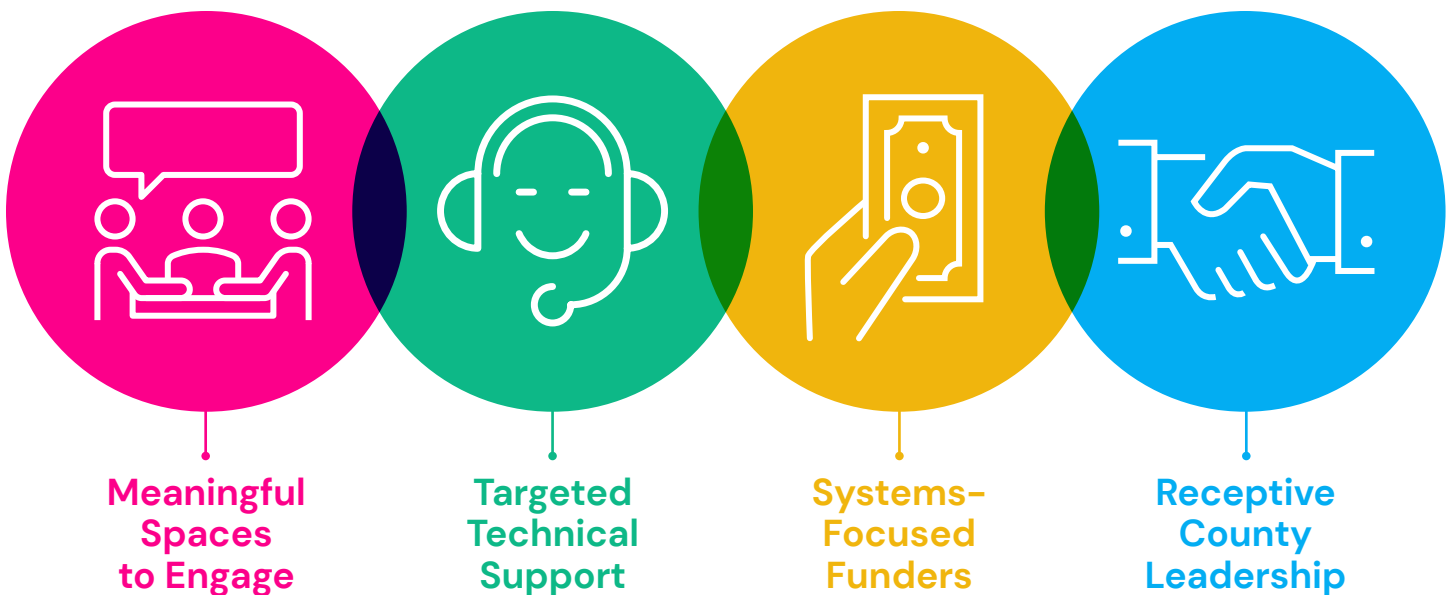 Meaningful
Spaces
to Engage
Targeted
Technical
Support
Systems-
Focused
Funders
Receptive
County
Leadership